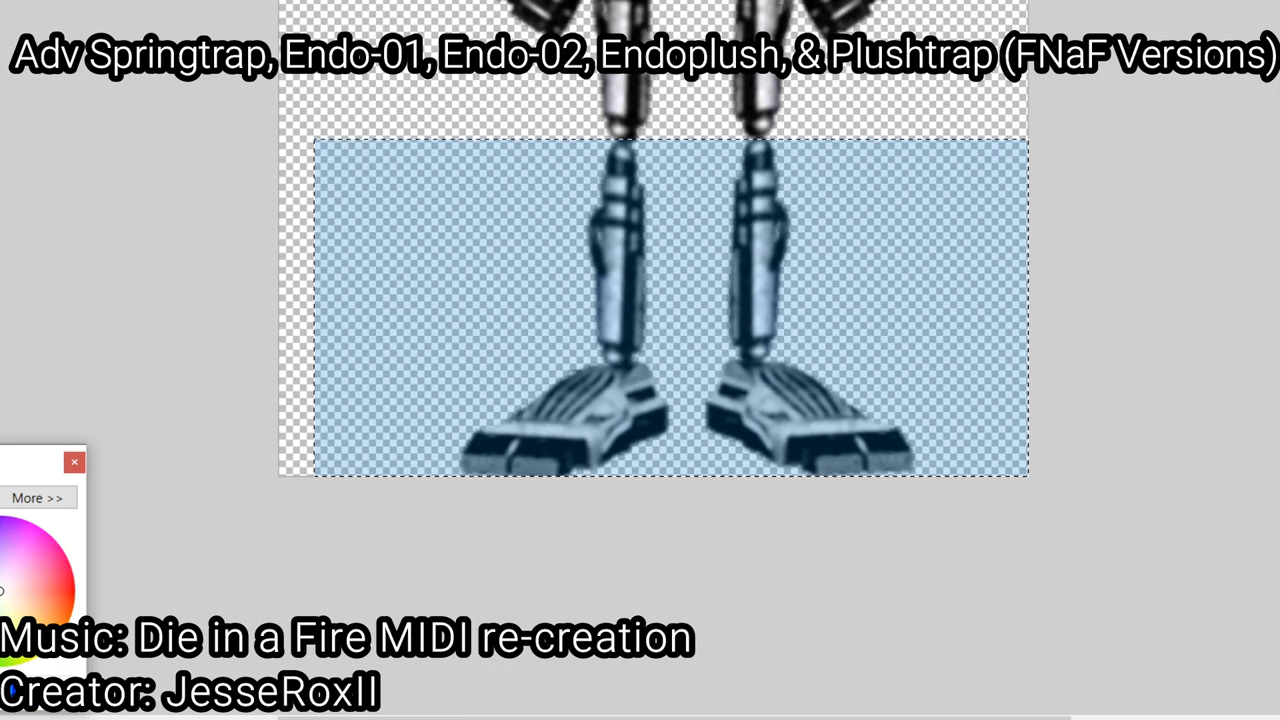 Adv Springtrap, Endo-01, Endo-02, Endoplush, & Plushtrap (FNaF Versions)
More >>
Music: Die in a Fire MIDI re-creation
Creator: JesseRoxII